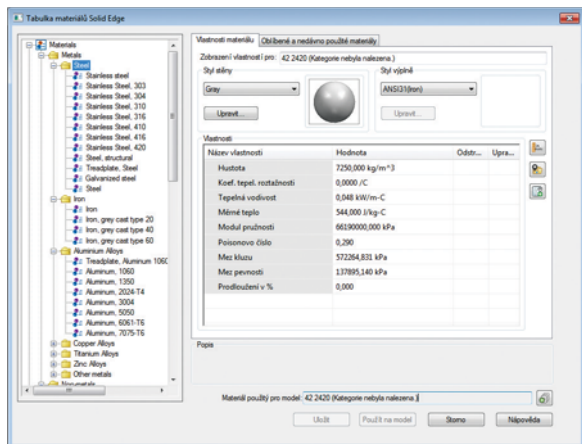 Tabulka materiálů Solid Edge
Materials
Metals
Steel
Stainless steel
Stainless Steel, 303
Stainless Steel, 304
Stainless Steel, 310
Stainless Steel, 316
Stainless Steel, 410
Stainless Steel, 416
Stainless Steel, 420
Steel, structural
Treadplate, Steel
Galvanized steel
Steel
Iron
Iron
Iron, grey cast type 20
Iron, grey cast type 40
Iron, grey cast type 60
Aluminium Alloys
Treadplate, Aluminum 1060
Aluminum, 1060
Aluminum, 1350
Aluminum, 2024-T4
Aluminum, 3004
Aluminum, 5050
Aluminum, 6061-T6
Aluminum, 7075-T6
Copper Alloys
Titanium Alloys
Zinc Alloys
Other metals
Non-metals
Vlastnosti materiálu Oblíbené a nedávno použité materiály
Zobrazení vlastností pro: 42 2420 (Kategorie nebyla nalezena.)
Styl stěny Styl výplně
Gray ANSI31(Iron)
Upravit... Upravit...
Vlastnosti
Název vlastnosti Hodnota Odstr... Upra...
Hustota 7250,000 kg/m^3
Koef. tepel. roztažnosti 0,0000 /C
Tepelná vodivost 0,048 kW/m-C
Měrné teplo 544,000 J/kg-C
Modul pružnosti 66190000,000 kPa
Poisonovo číslo 0,290
Mez kluzu 572264,831 kPa
Mez pevnosti 137895,140 kPa
Prodloužení v % 0,000
Popis
Materiál použitý pro model: 42 2420 (Kategorie nebyla nalezena.)
Uložit Použít na model Storno Nápověda